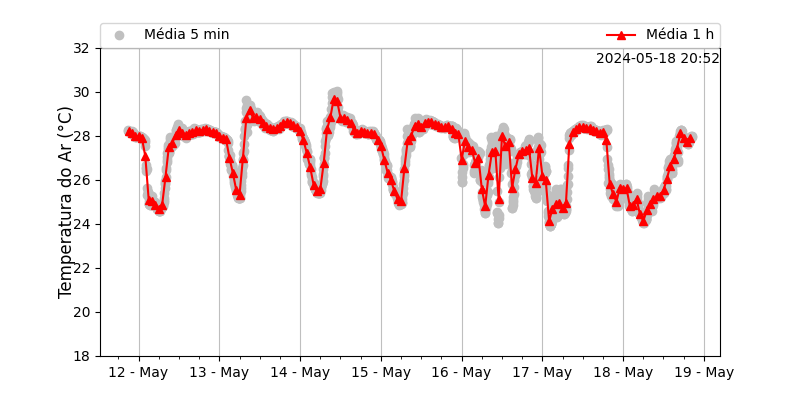 Média 5 min
Média 1 h
2024-05-18 20:52
Temperatura do Ar (°C)
32
30
28
26
24
22
20
18
12 - May
13 - May
14 - May
15 - May
16 - May
17 - May
18 - May
19 - May